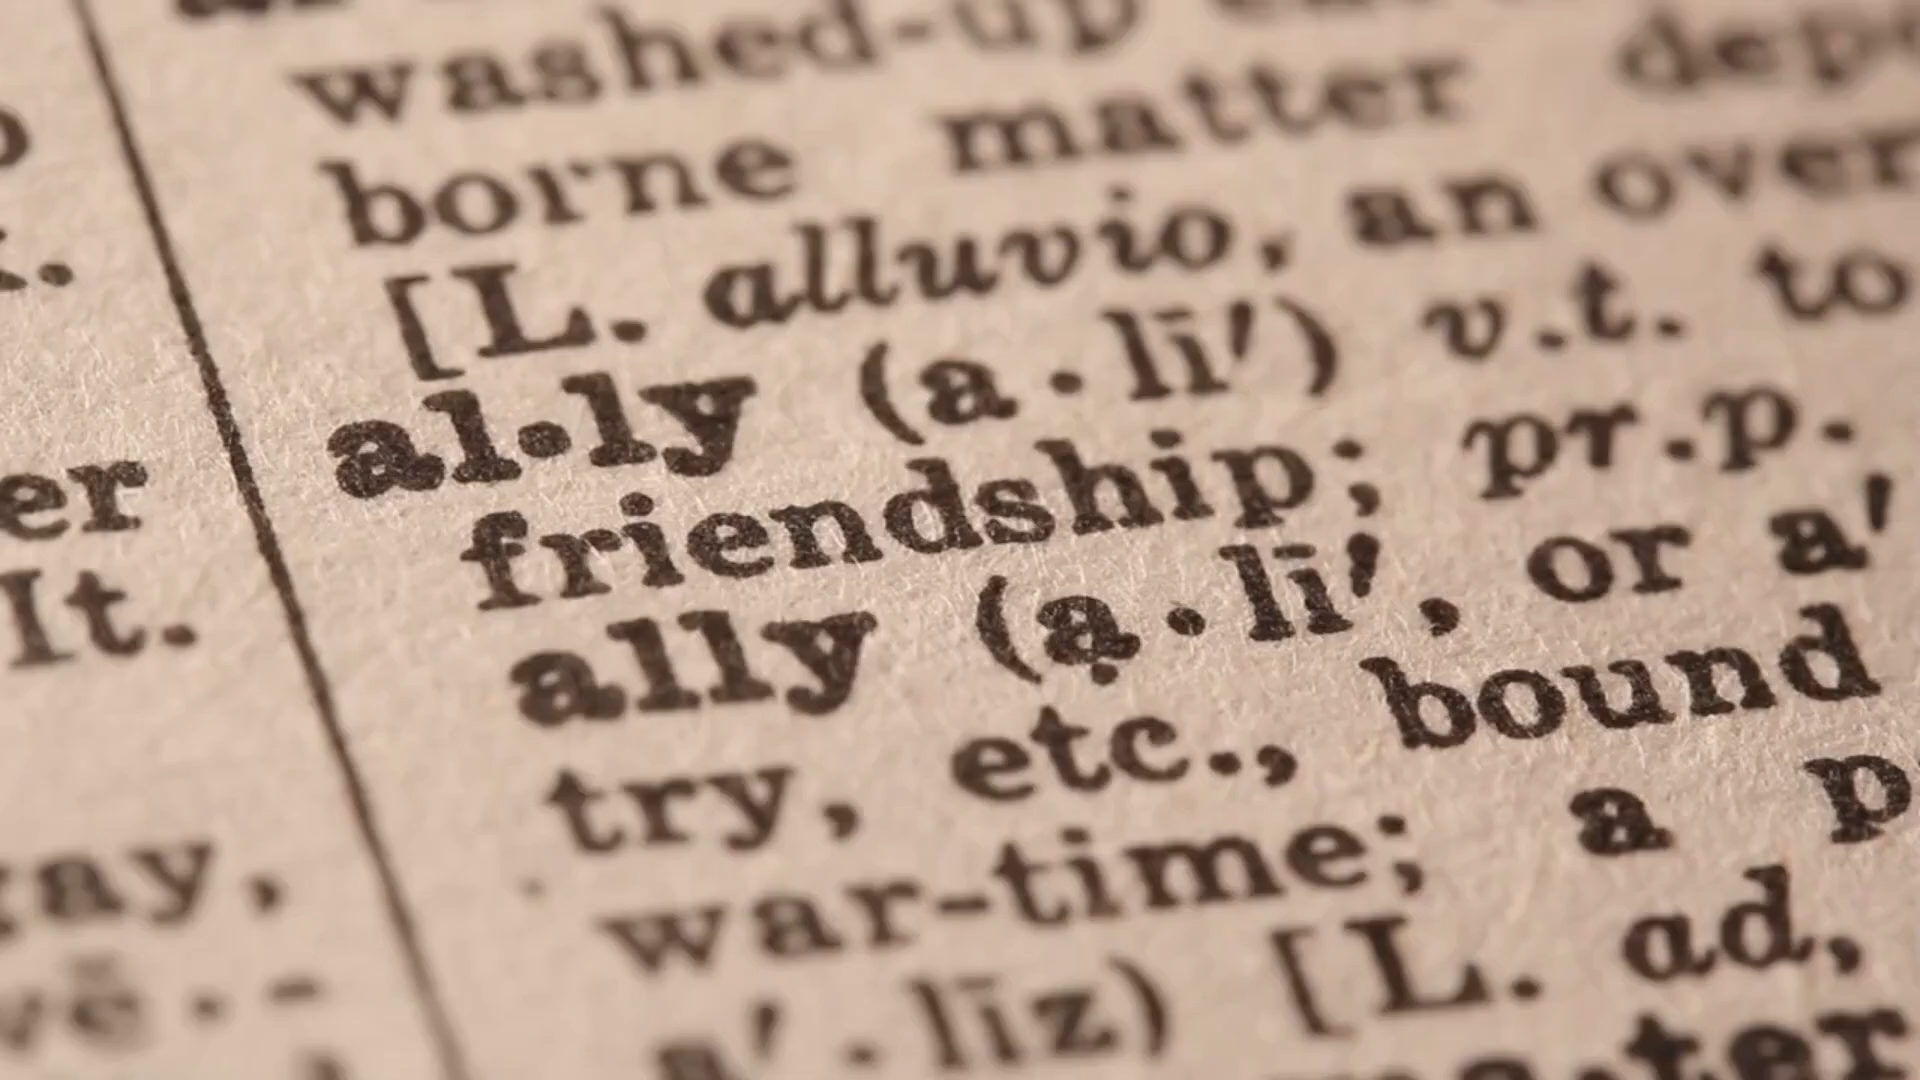 er
It.
ray,
washed-up
borne matter
[L. alluvio, an over
al·ly (a·lī′) v.t. to
friendship; pr.p.
ally (ạ·lī′, or a′
try, etc., bound
war-time; a p
a′·līz) [L. ad,